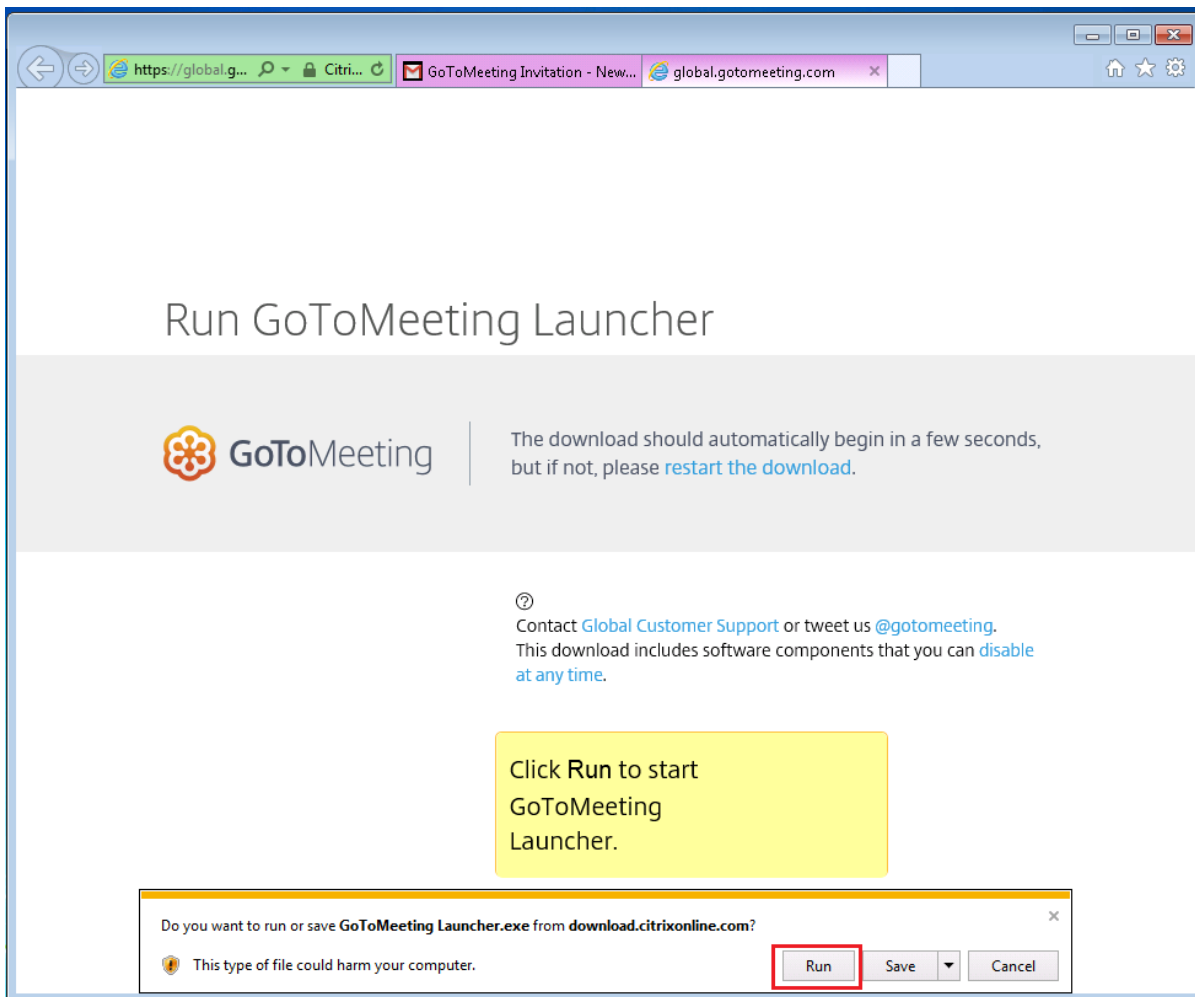 https://global.g... Citri... GoToMeeting Invitation - New... global.gotomeeting.com
Run GoToMeeting Launcher
GoToMeeting
The download should automatically begin in a few seconds,
but if not, please restart the download.
Contact Global Customer Support or tweet us @gotomeeting.
This download includes software components that you can disable
at any time.
Click Run to start
GoToMeeting
Launcher.
Do you want to run or save GoToMeeting Launcher.exe from download.citrixonline.com?
This type of file could harm your computer.
Run Save Cancel